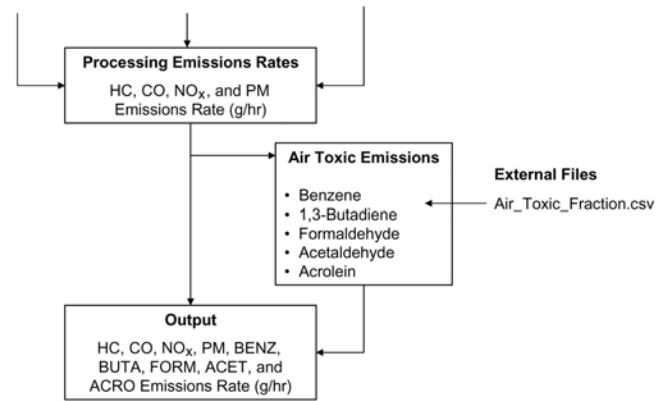 Processing Emissions Rates
HC, CO, NOₓ, and PM
Emissions Rate (g/hr)
Air Toxic Emissions
• Benzene
• 1,3-Butadiene
• Formaldehyde
• Acetaldehyde
• Acrolein
External Files
Air_Toxic_Fraction.csv
Output
HC, CO, NOₓ, PM, BENZ,
BUTA, FORM, ACET, and
ACRO Emissions Rate (g/hr)